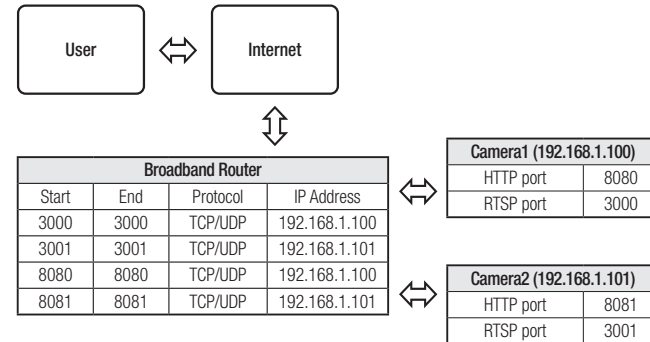 User
Internet
Broadband Router
Start End Protocol IP Address
3000 3000 TCP/UDP 192.168.1.100
3001 3001 TCP/UDP 192.168.1.101
8080 8080 TCP/UDP 192.168.1.100
8081 8081 TCP/UDP 192.168.1.101
Camera1 (192.168.1.100)
HTTP port 8080
RTSP port 3000
Camera2 (192.168.1.101)
HTTP port 8081
RTSP port 3001